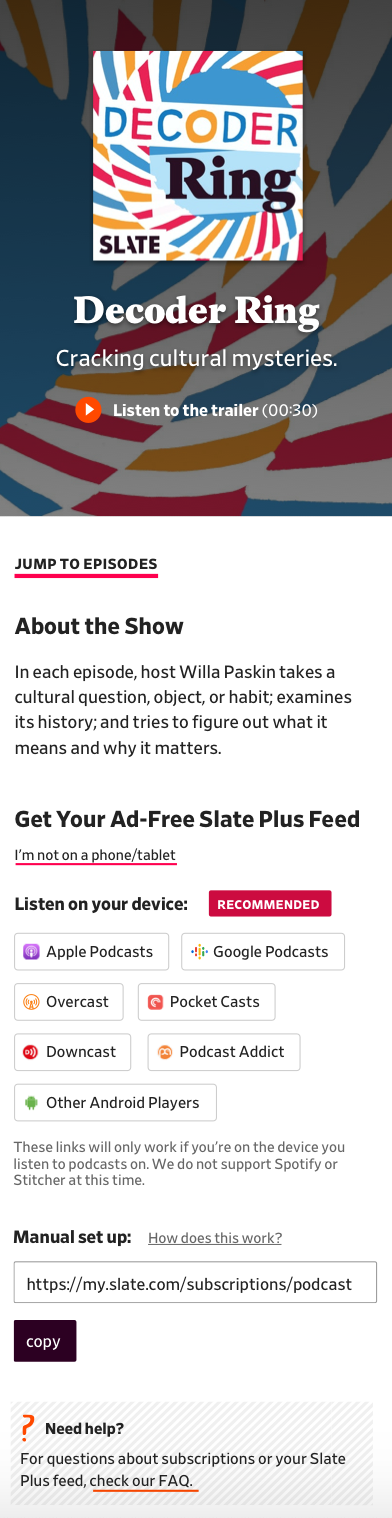 DECODER
Ring
SLATE
Decoder Ring
Cracking cultural mysteries.
Listen to the trailer (00:30)
JUMP TO EPISODES
About the Show
In each episode, host Willa Paskin takes a
cultural question, object, or habit; examines
its history; and tries to figure out what it
means and why it matters.
Get Your Ad-Free Slate Plus Feed
I'm not on a phone/tablet
Listen on your device: RECOMMENDED
Apple Podcasts Google Podcasts
Overcast Pocket Casts
Downcast Podcast Addict
Other Android Players
These links will only work if you're on the device you
listen to podcasts on. We do not support Spotify or
Stitcher at this time.
Manual set up: How does this work?
https://my.slate.com/subscriptions/podcast
copy
? Need help?
For questions about subscriptions or your Slate
Plus feed, check our FAQ.